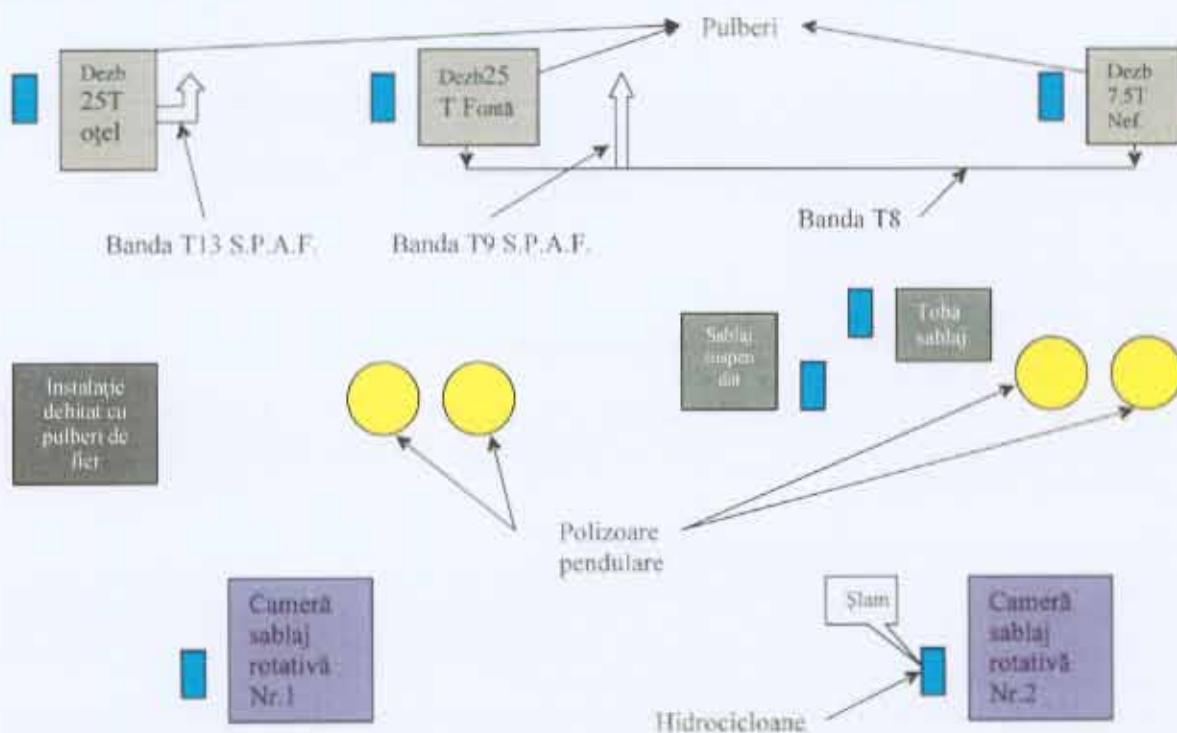 Pulberi
Dezb
25T
oțel
Dezb25
T Fontă
Dezb
7.5T
Nef.
Banda T13 S.P.A.F.
Banda T9 S.P.A.F.
Banda T8
Sablaj
suspen
dat
Toba
sablaj
Instalație
debitat cu
pulberi de
fier
Polizoare
pendulare
Cameră
sablaj
rotativă
Nr.1
Șlam
Cameră
sablaj
rotativă
Nr.2
Hidrocicloane